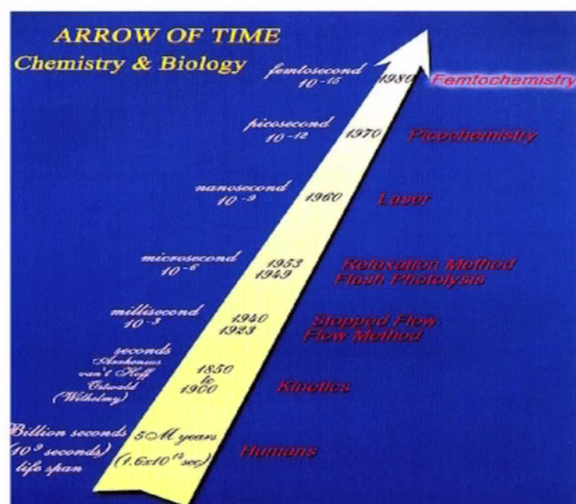 ARROW OF TIME
Chemistry & Biology
femtosecond
10⁻¹⁵
1980
Femtochemistry
picosecond
10⁻¹²
1970
Picochemistry
nanosecond
10⁻⁹
1960
Laser
microsecond
10⁻⁶
1953
1949
Relaxation Method
Flash Photolysis
millisecond
10⁻³
1940
1923
Stopped Flow
Flow Method
seconds
Arrhenius
van't Hoff
Ostwald
(Wilhelmy)
1850
to
1900
Kinetics
Billion seconds
(10⁹ seconds)
life span
5M years
(1.6x10¹⁴sec)
Humans